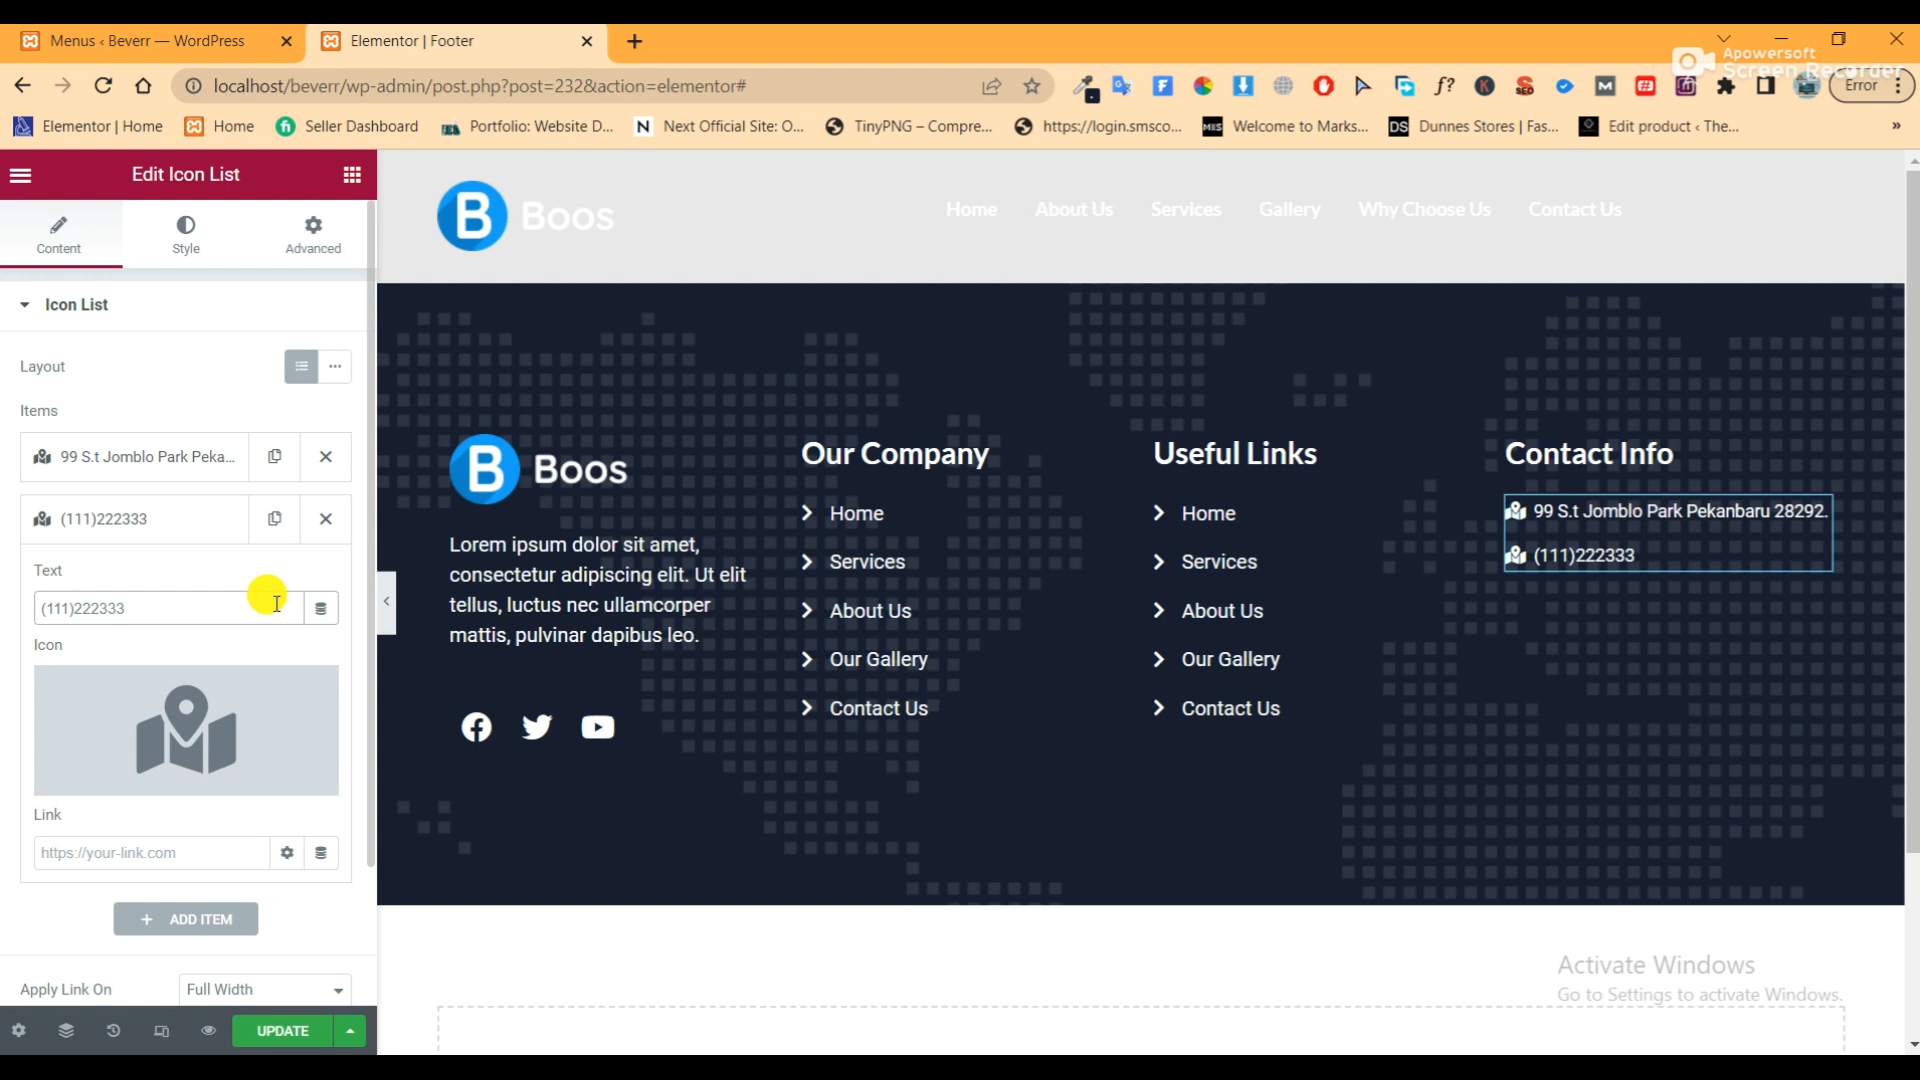 Menus ‹ Beverr — WordPress
Elementor | Footer
Apowersoft
Screen Recorder
localhost/beverr/wp-admin/post.php?post=232&action=elementor#
Error
Elementor | Home
Home
Seller Dashboard
Portfolio: Website D...
Next Official Site: O...
TinyPNG – Compre...
https://login.smsco...
Welcome to Marks...
Dunnes Stores | Fas...
Edit product ‹ The...
»
Edit Icon List
Content
Style
Advanced
Icon List
Layout
Items
99 S.t Jomblo Park Peka...
(111)222333
Text
(111)222333
Icon
Link
https://your-link.com
+ ADD ITEM
Apply Link On
Full Width
UPDATE
B Boos
Home
About Us
Services
Gallery
Why Choose Us
Contact Us
B Boos
Lorem ipsum dolor sit amet,
consectetur adipiscing elit. Ut elit
tellus, luctus nec ullamcorper
mattis, pulvinar dapibus leo.
Our Company
Home
Services
About Us
Our Gallery
Contact Us
Useful Links
Home
Services
About Us
Our Gallery
Contact Us
Contact Info
99 S.t Jomblo Park Pekanbaru 28292.
(111)222333
Activate Windows
Go to Settings to activate Windows.